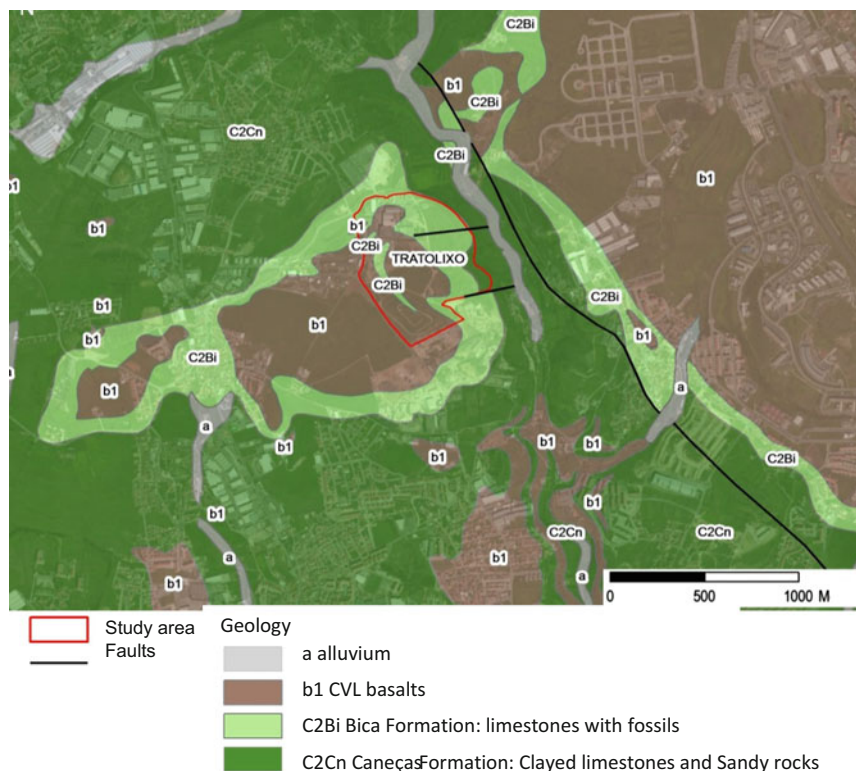 N
C2Bi
b1
C2Bi
C2Cn
C2Bi
b1
b1
b1
b1
C2Bi
TRATOLIXO
C2Bi
b1
C2Bi
b1
b1
b1
C2Bi
b1
a
a
b1
b1
b1
b1
C2Bi
b1
b1
C2Cn
C2Cn
a
b1
b1
a
0 500 1000 M
Study area
Faults
Geology
a alluvium
b1 CVL basalts
C2Bi Bica Formation: limestones with fossils
C2Cn CaneçasFormation: Clayed limestones and Sandy rocks